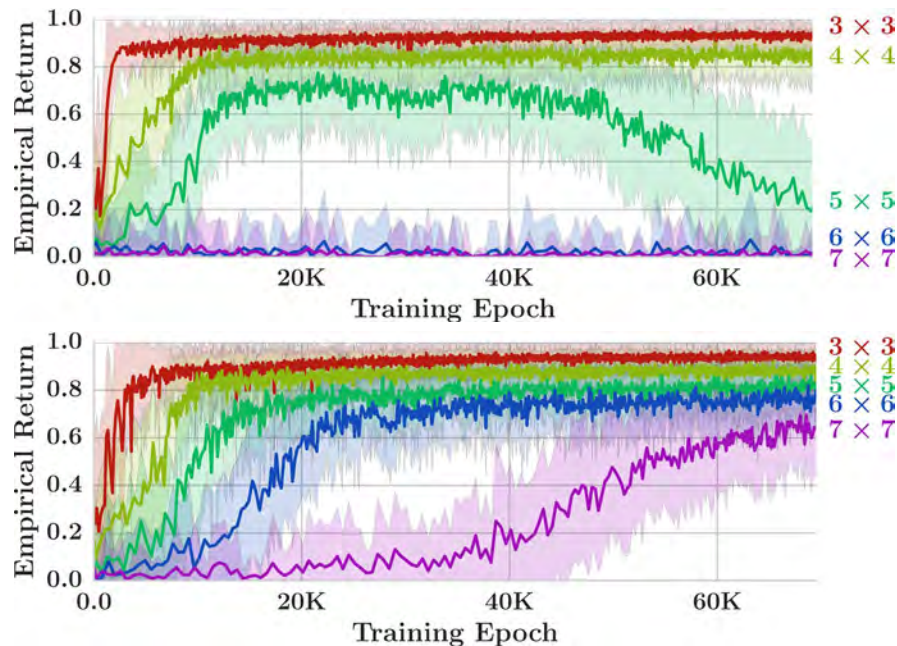 Empirical Return
1.0
0.8
0.6
0.4
0.2
0.0
0.0 20K 40K 60K
Training Epoch
3 × 3
4 × 4
5 × 5
6 × 6
7 × 7
Empirical Return
1.0
0.8
0.6
0.4
0.2
0.0
0.0 20K 40K 60K
Training Epoch
3 × 3
4 × 4
5 × 5
6 × 6
7 × 7